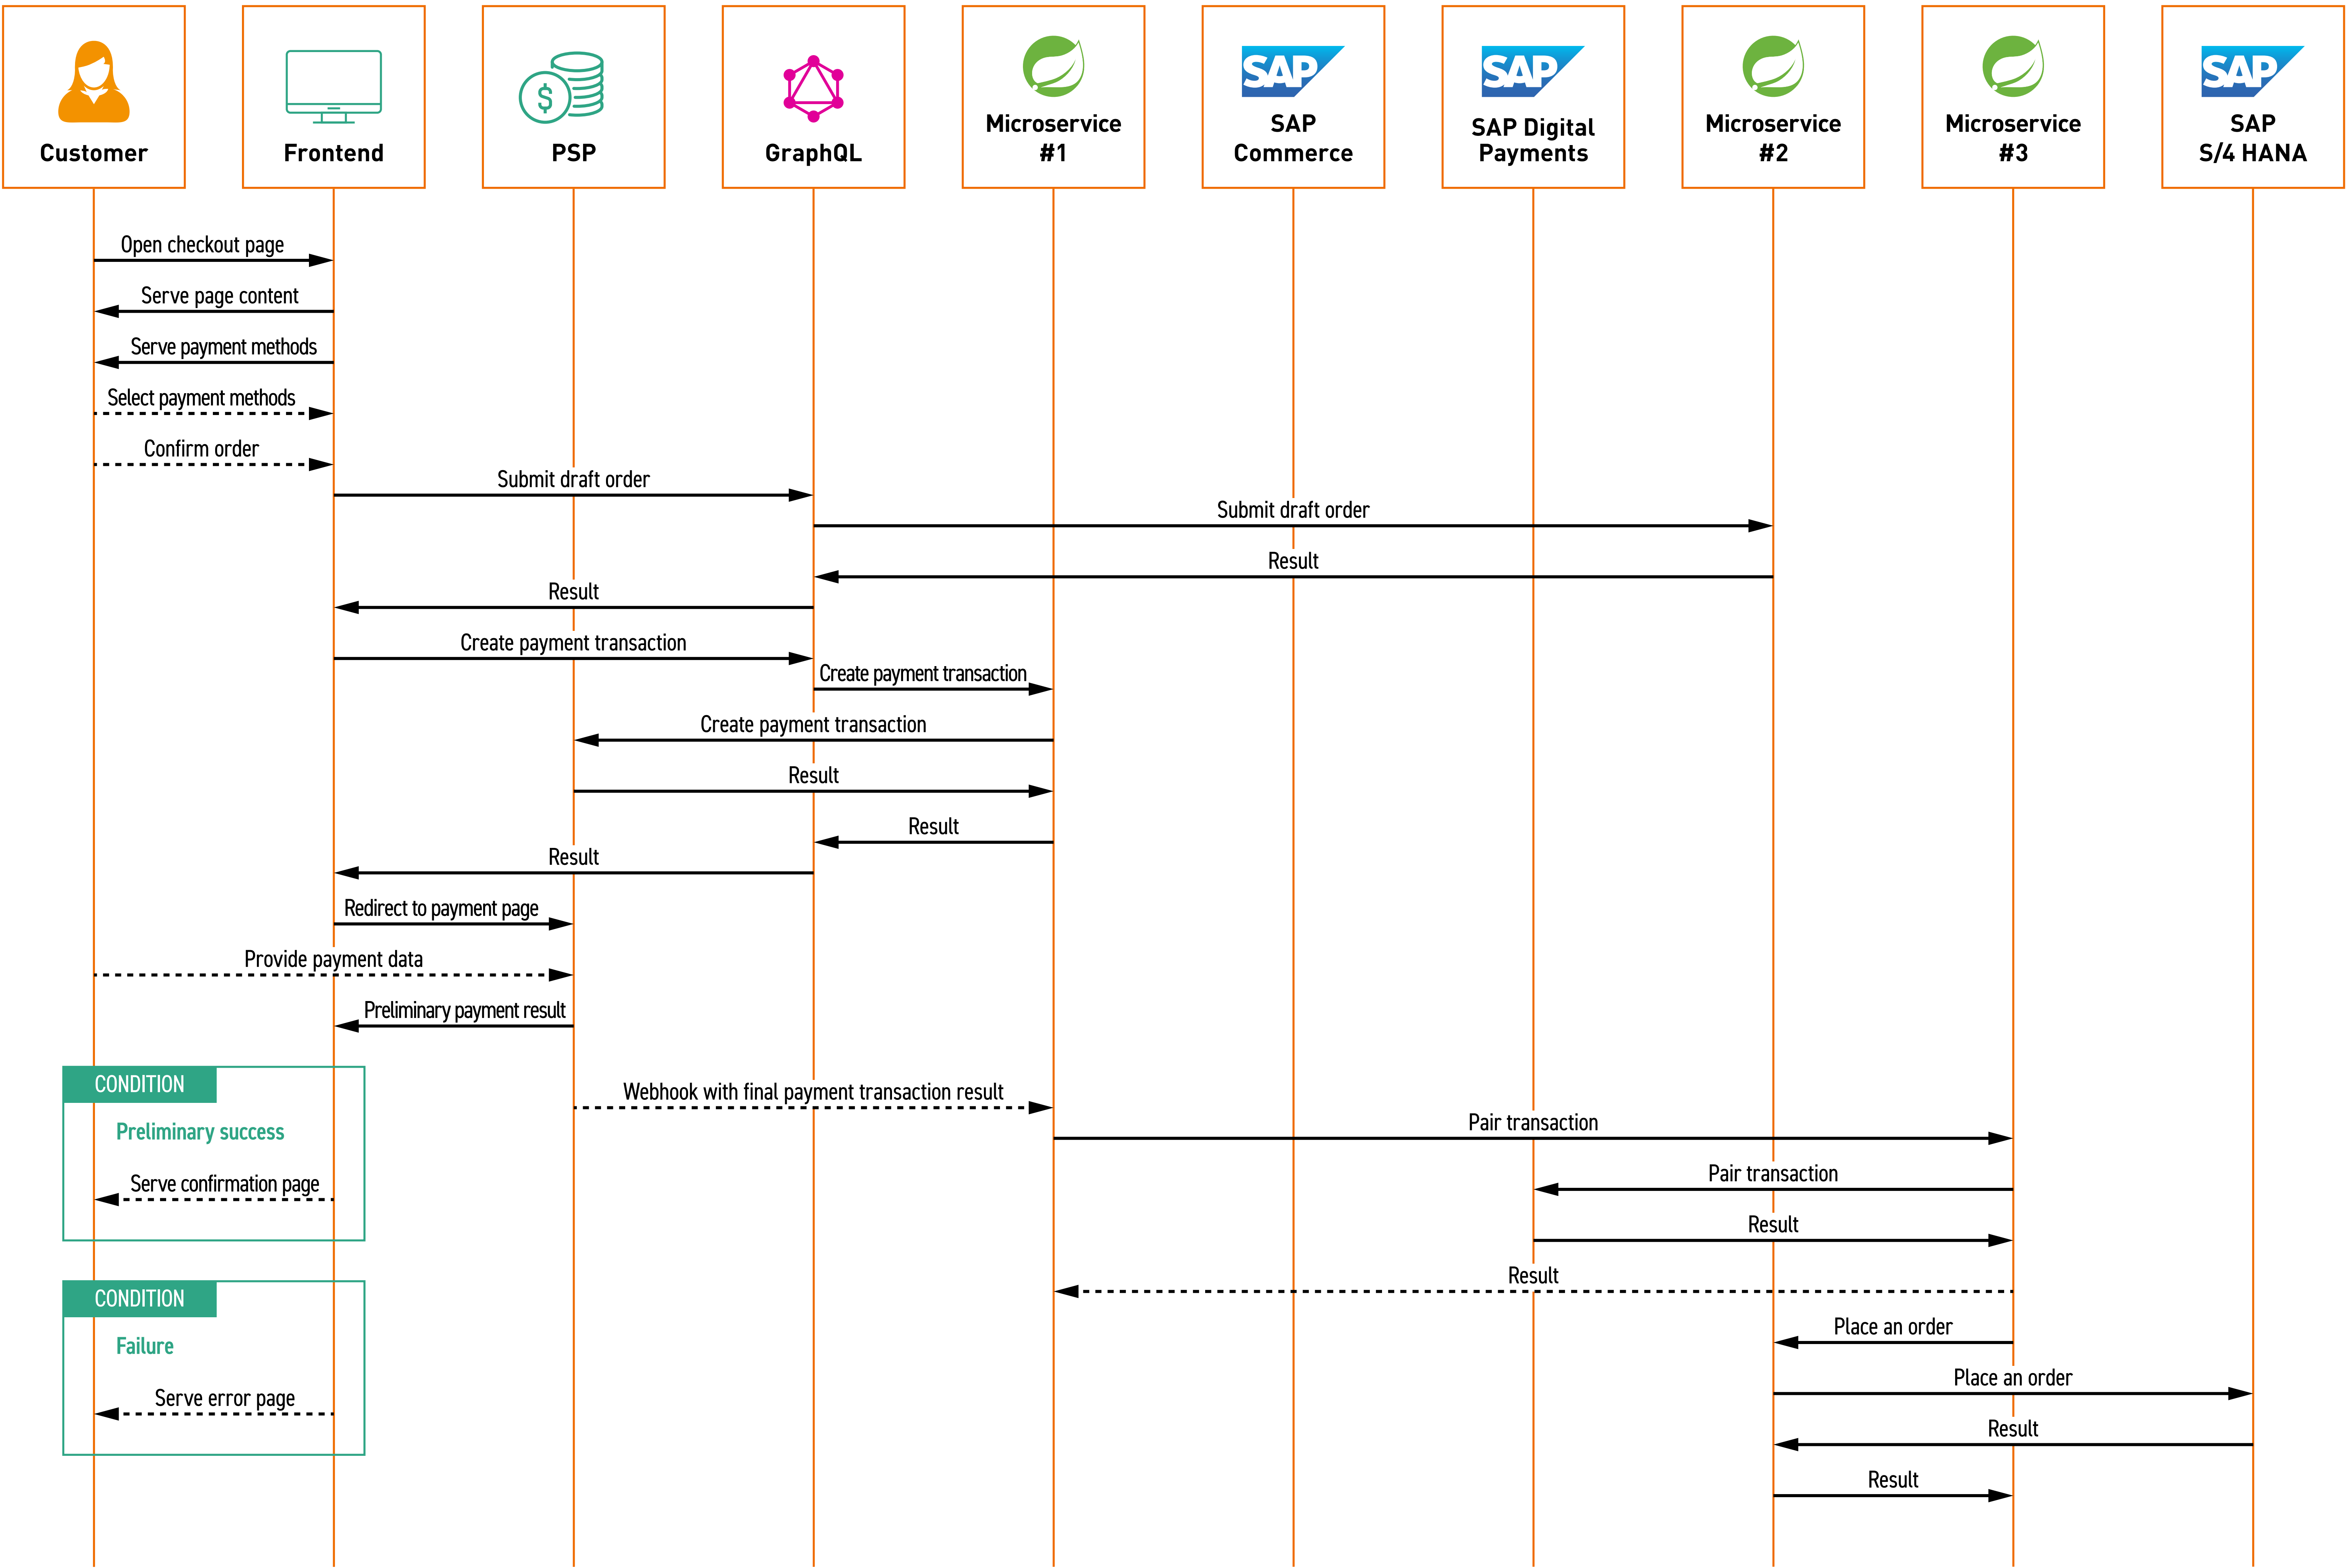 SAP
SAP
SAP
$
Customer
Frontend
PSP
GraphQL
Microservice
#1
SAP
Commerce
SAP Digital
Payments
Microservice
#2
Microservice
#3
SAP
S/4 HANA
Open checkout page
Serve page content
Serve payment methods
Select payment methods
Confirm order
Submit draft order
Submit draft order
Result
Result
Create payment transaction
Create payment transaction
Create payment transaction
Result
Result
Result
Redirect to payment page
Provide payment data
Preliminary payment result
CONDITION
Webhook with final payment transaction result
Pair transaction
Preliminary success
Pair transaction
Serve confirmation page
Result
Result
CONDITION
Place an order
Failure
Place an order
Serve error page
Result
Result